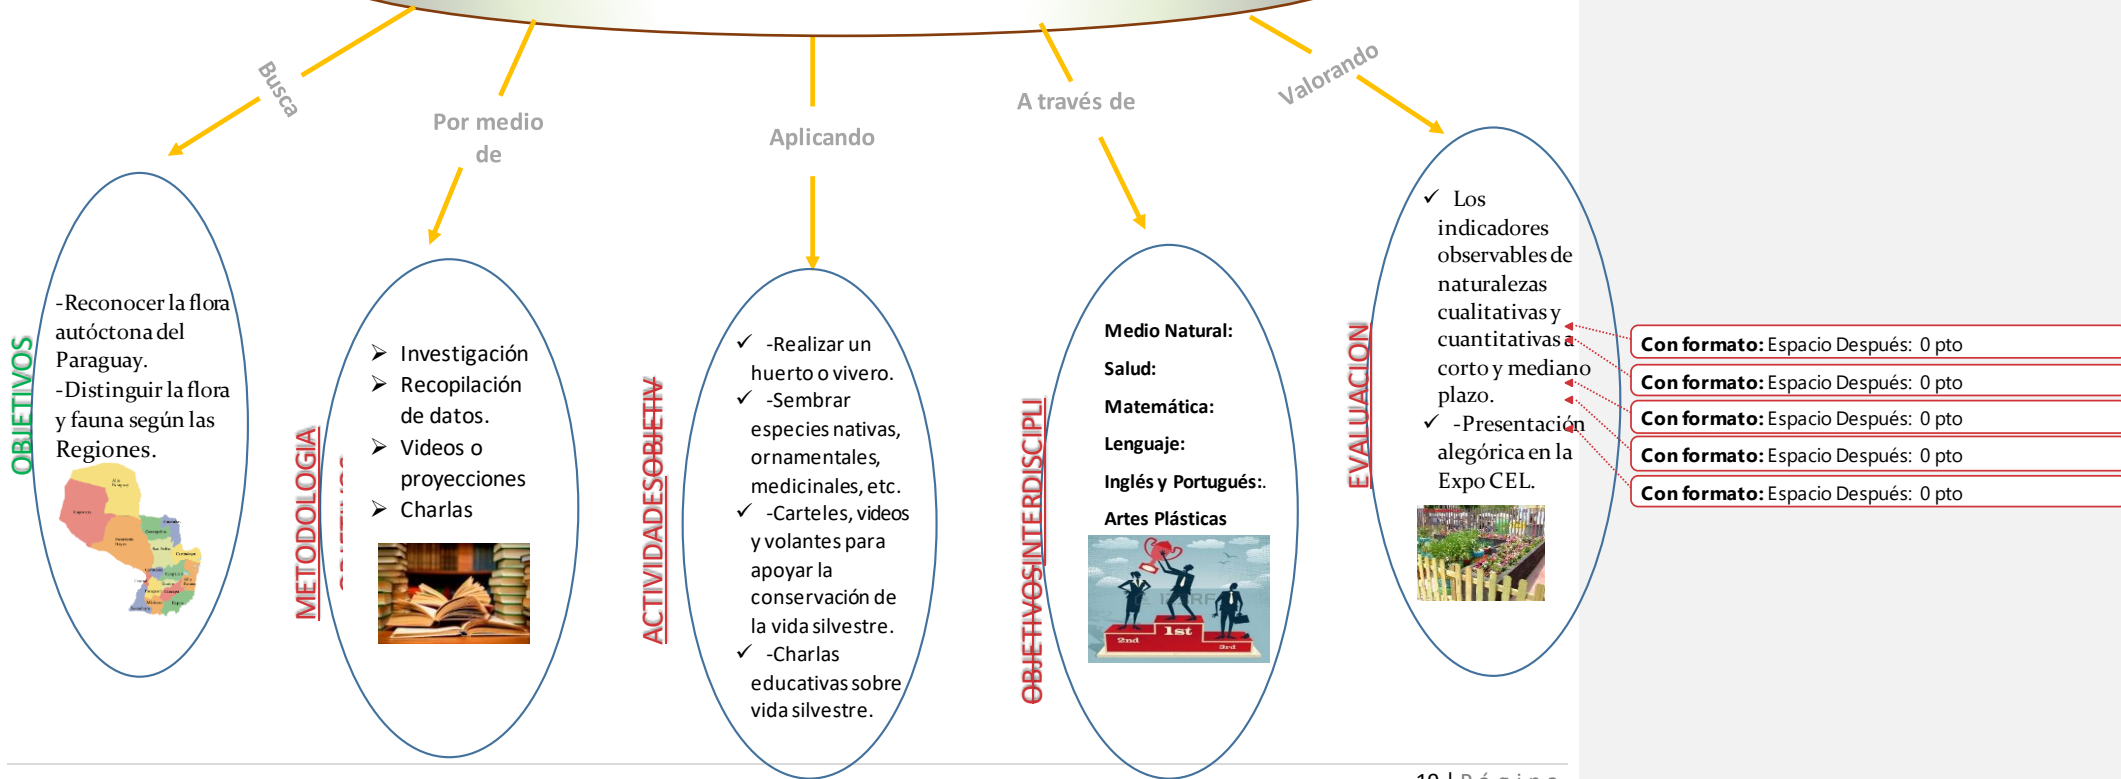 Busca
Por medio
de
Aplicando
A través de
Valorando
OBJETIVOS
-Reconocer la flora
autóctona del
Paraguay.
-Distinguir la flora
y fauna según las
Regiones.
METODOLOGIA
➢ Investigación
➢ Recopilación
de datos.
➢ Videos o
proyecciones
➢ Charlas
ACTIVIDADESOBJETIV
✓ -Realizar un
huerto o vivero.
✓ -Sembrar
especies nativas,
ornamentales,
medicinales, etc.
✓ -Carteles, videos
y volantes para
apoyar la
conservación de
la vida silvestre.
✓ -Charlas
educativas sobre
vida silvestre.
OBJETIVOSINTERDISCIPLI
Medio Natural:
Salud:
Matemática:
Lenguaje:
Inglés y Portugués:.
Artes Plásticas
2nd
1st
3rd
EVALUACION
✓ Los
indicadores
observables de
naturalezas
cualitativas y
cuantitativas a
corto y mediano
plazo.
✓ -Presentación
alegórica en la
Expo CEL.
Con formato: Espacio Después: 0 pto
Con formato: Espacio Después: 0 pto
Con formato: Espacio Después: 0 pto
Con formato: Espacio Después: 0 pto
Con formato: Espacio Después: 0 pto